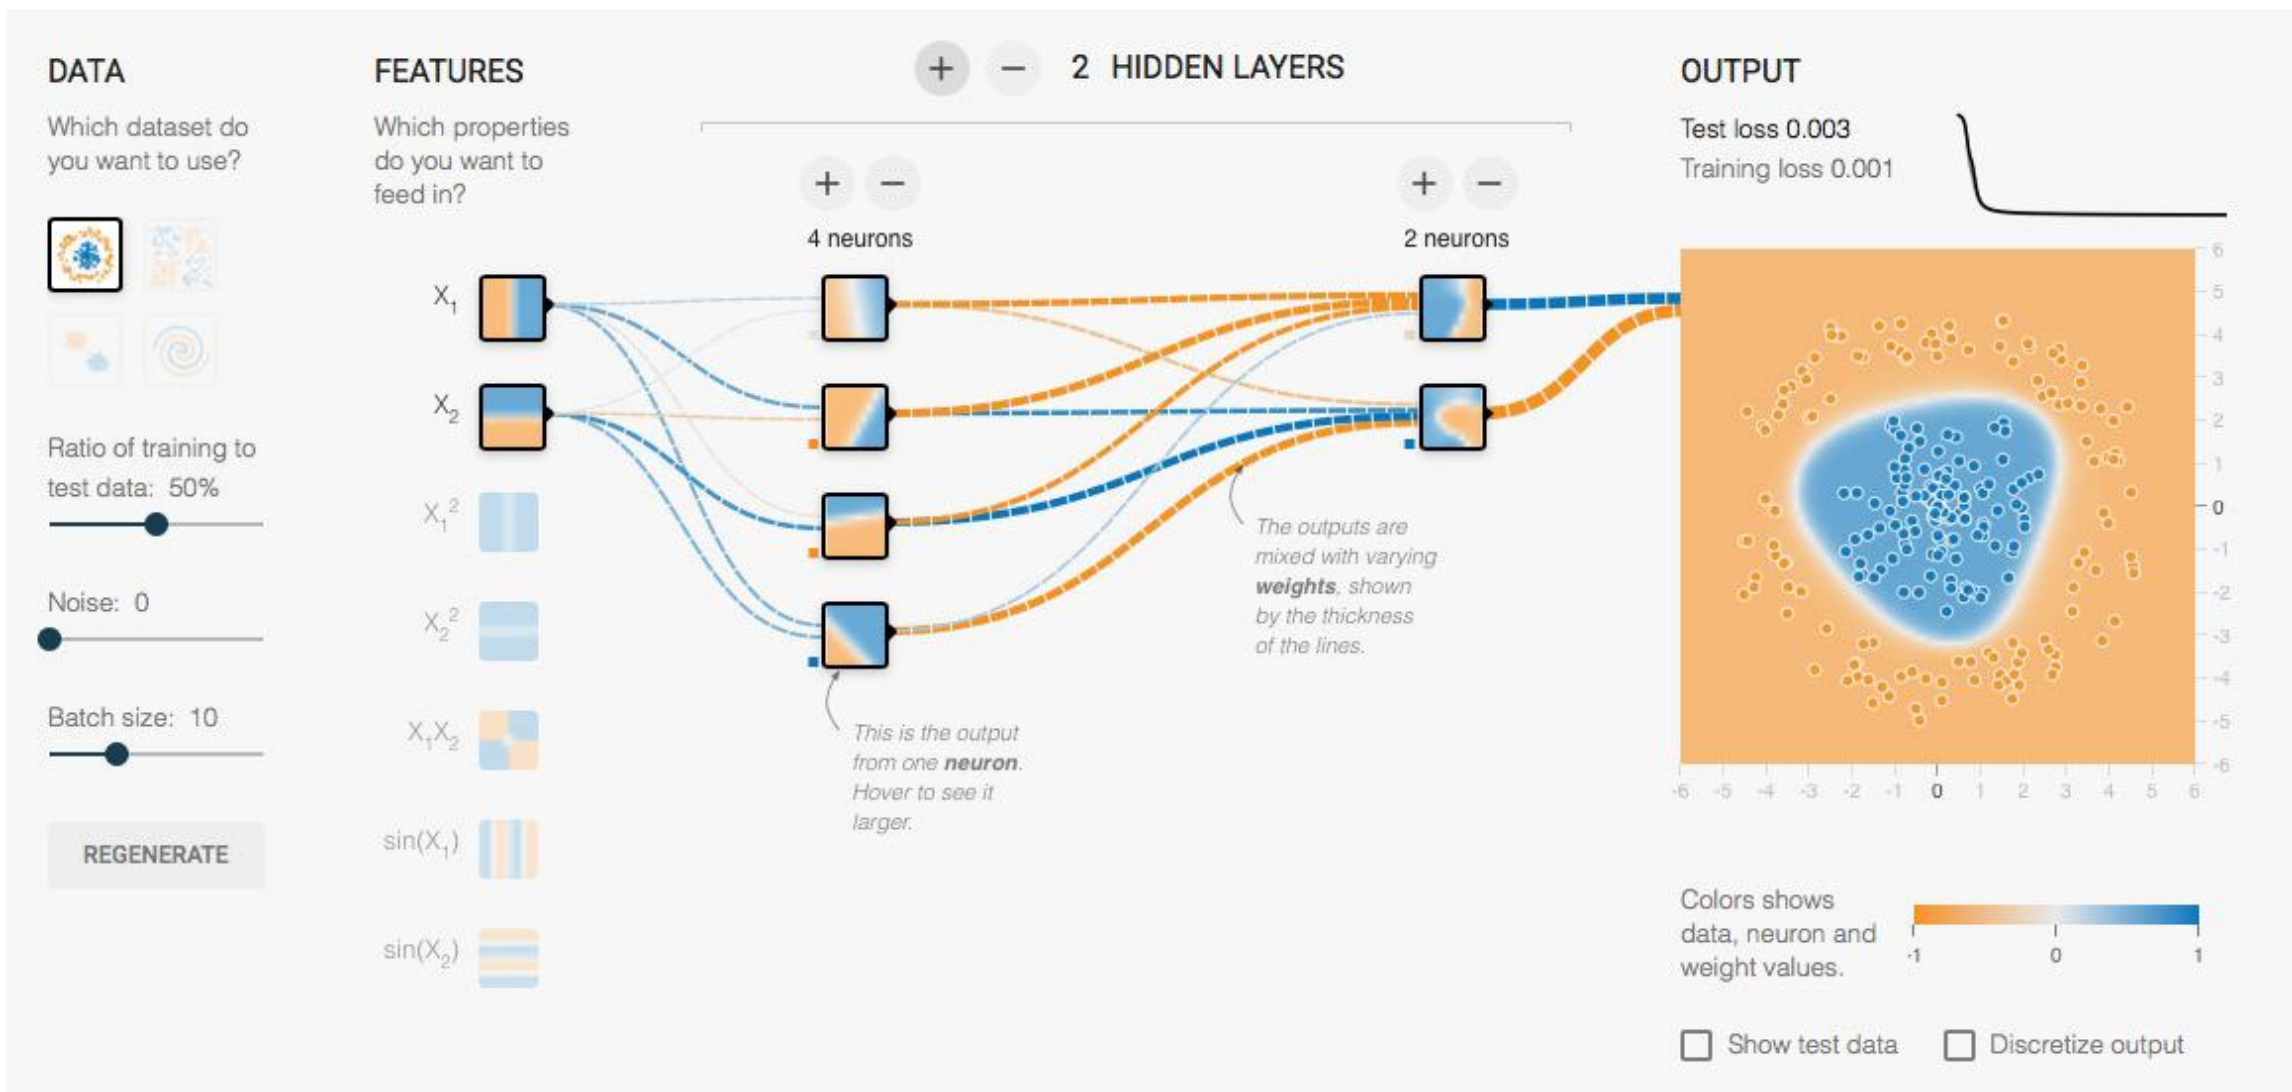 DATA
Which dataset do
you want to use?
Ratio of training to
test data: 50%
Noise: 0
Batch size: 10
REGENERATE
FEATURES
Which properties
do you want to
feed in?
X1
X2
X1²
X2²
X1X2
sin(X1)
sin(X2)
+ − 2 HIDDEN LAYERS
+ −
4 neurons
+ −
2 neurons
This is the output
from one neuron.
Hover to see it
larger.
The outputs are
mixed with varying
weights, shown
by the thickness
of the lines.
OUTPUT
Test loss 0.003
Training loss 0.001
6
5
4
3
2
1
0
-1
-2
-3
-4
-5
-6
-6 -5 -4 -3 -2 -1 0 1 2 3 4 5 6
Colors shows
data, neuron and
weight values.
-1 0 1
Show test data
Discretize output